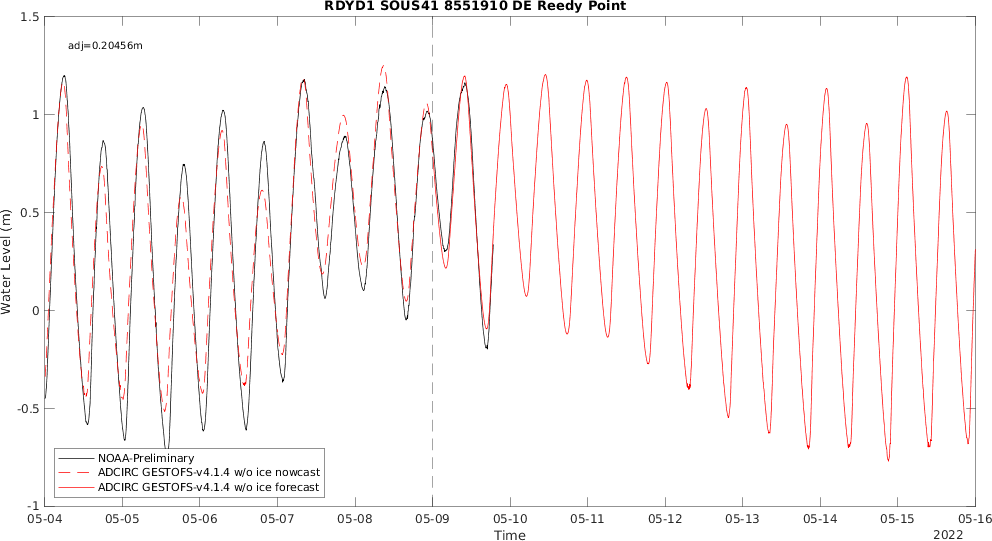 RDYD1 SOUS41 8551910 DE Reedy Point
adj=0.20456m
1.5
1
0.5
0
-0.5
-1
Water Level (m)
NOAA-Preliminary
ADCIRC GESTOFS-v4.1.4 w/o ice nowcast
ADCIRC GESTOFS-v4.1.4 w/o ice forecast
05-04 05-05 05-06 05-07 05-08 05-09 05-10 05-11 05-12 05-13 05-14 05-15 05-16
Time
2022